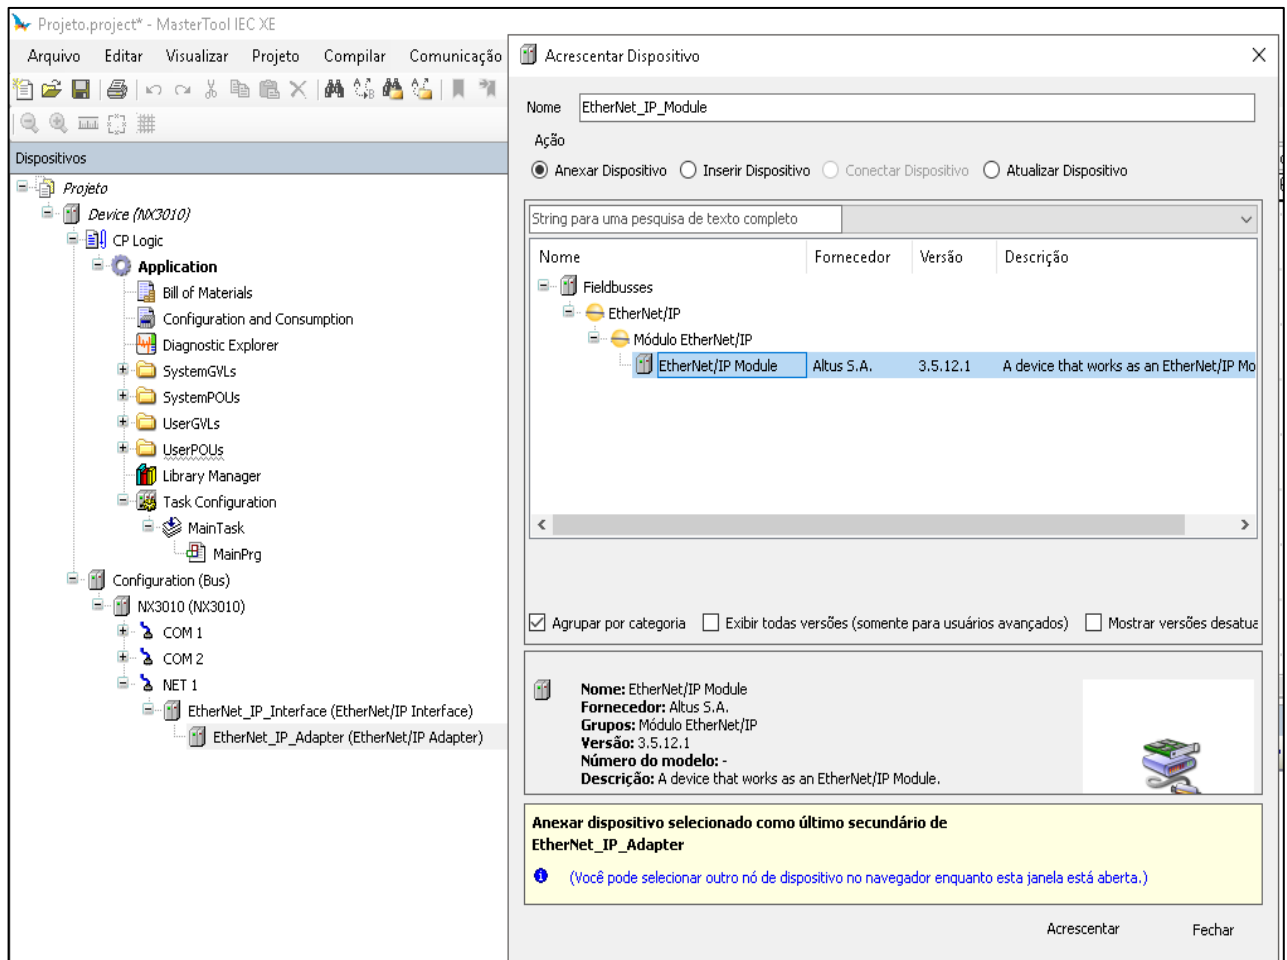 Projeto.project* - MasterTool IEC XE
Arquivo Editar Visualizar Projeto Compilar Comunicação
Dispositivos
Projeto
Device (NX3010)
CP Logic
Application
Bill of Materials
Configuration and Consumption
Diagnostic Explorer
SystemGVLs
SystemPOUs
UserGVLs
UserPOUs
Library Manager
Task Configuration
MainTask
MainPrg
Configuration (Bus)
NX3010 (NX3010)
COM 1
COM 2
NET 1
EtherNet_IP_Interface (EtherNet/IP Interface)
EtherNet_IP_Adapter (EtherNet/IP Adapter)
Acrescentar Dispositivo
Nome EtherNet_IP_Module
Ação
Anexar Dispositivo Inserir Dispositivo Conectar Dispositivo Atualizar Dispositivo
String para uma pesquisa de texto completo
Nome Fornecedor Versão Descrição
Fieldbusses
EtherNet/IP
Módulo EtherNet/IP
EtherNet/IP Module Altus S.A. 3.5.12.1 A device that works as an EtherNet/IP Mo
Agrupar por categoria Exibir todas versões (somente para usuários avançados) Mostrar versões desatua
Nome: EtherNet/IP Module
Fornecedor: Altus S.A.
Grupos: Módulo EtherNet/IP
Versão: 3.5.12.1
Número do modelo: -
Descrição: A device that works as an EtherNet/IP Module.
Anexar dispositivo selecionado como último secundário de
EtherNet_IP_Adapter
(Você pode selecionar outro nó de dispositivo no navegador enquanto esta janela está aberta.)
Acrescentar Fechar